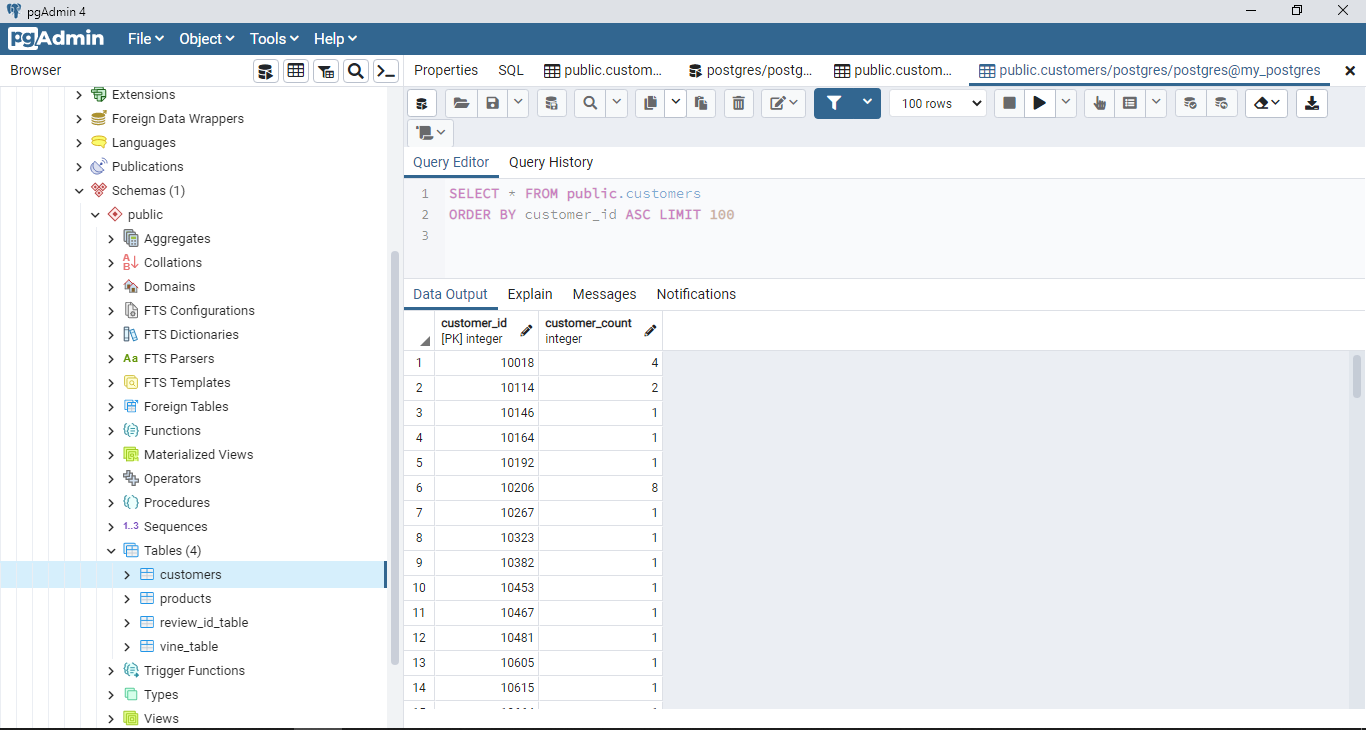 pgAdmin 4
pgAdmin File Object Tools Help
Browser
Properties SQL public.custom... postgres/postg... public.custom... public.customers/postgres/postgres@my_postgres
100 rows
Extensions
Foreign Data Wrappers
Languages
Publications
Schemas (1)
public
Aggregates
Collations
Domains
FTS Configurations
FTS Dictionaries
Aa FTS Parsers
FTS Templates
Foreign Tables
Functions
Materialized Views
Operators
Procedures
1..3 Sequences
Tables (4)
customers
products
review_id_table
vine_table
Trigger Functions
Types
Views
Query Editor Query History
1 SELECT * FROM public.customers
2 ORDER BY customer_id ASC LIMIT 100
3
Data Output Explain Messages Notifications
customer_id customer_count
[PK] integer integer
1 10018 4
2 10114 2
3 10146 1
4 10164 1
5 10192 1
6 10206 8
7 10267 1
8 10323 1
9 10382 1
10 10453 1
11 10467 1
12 10481 1
13 10605 1
14 10615 1